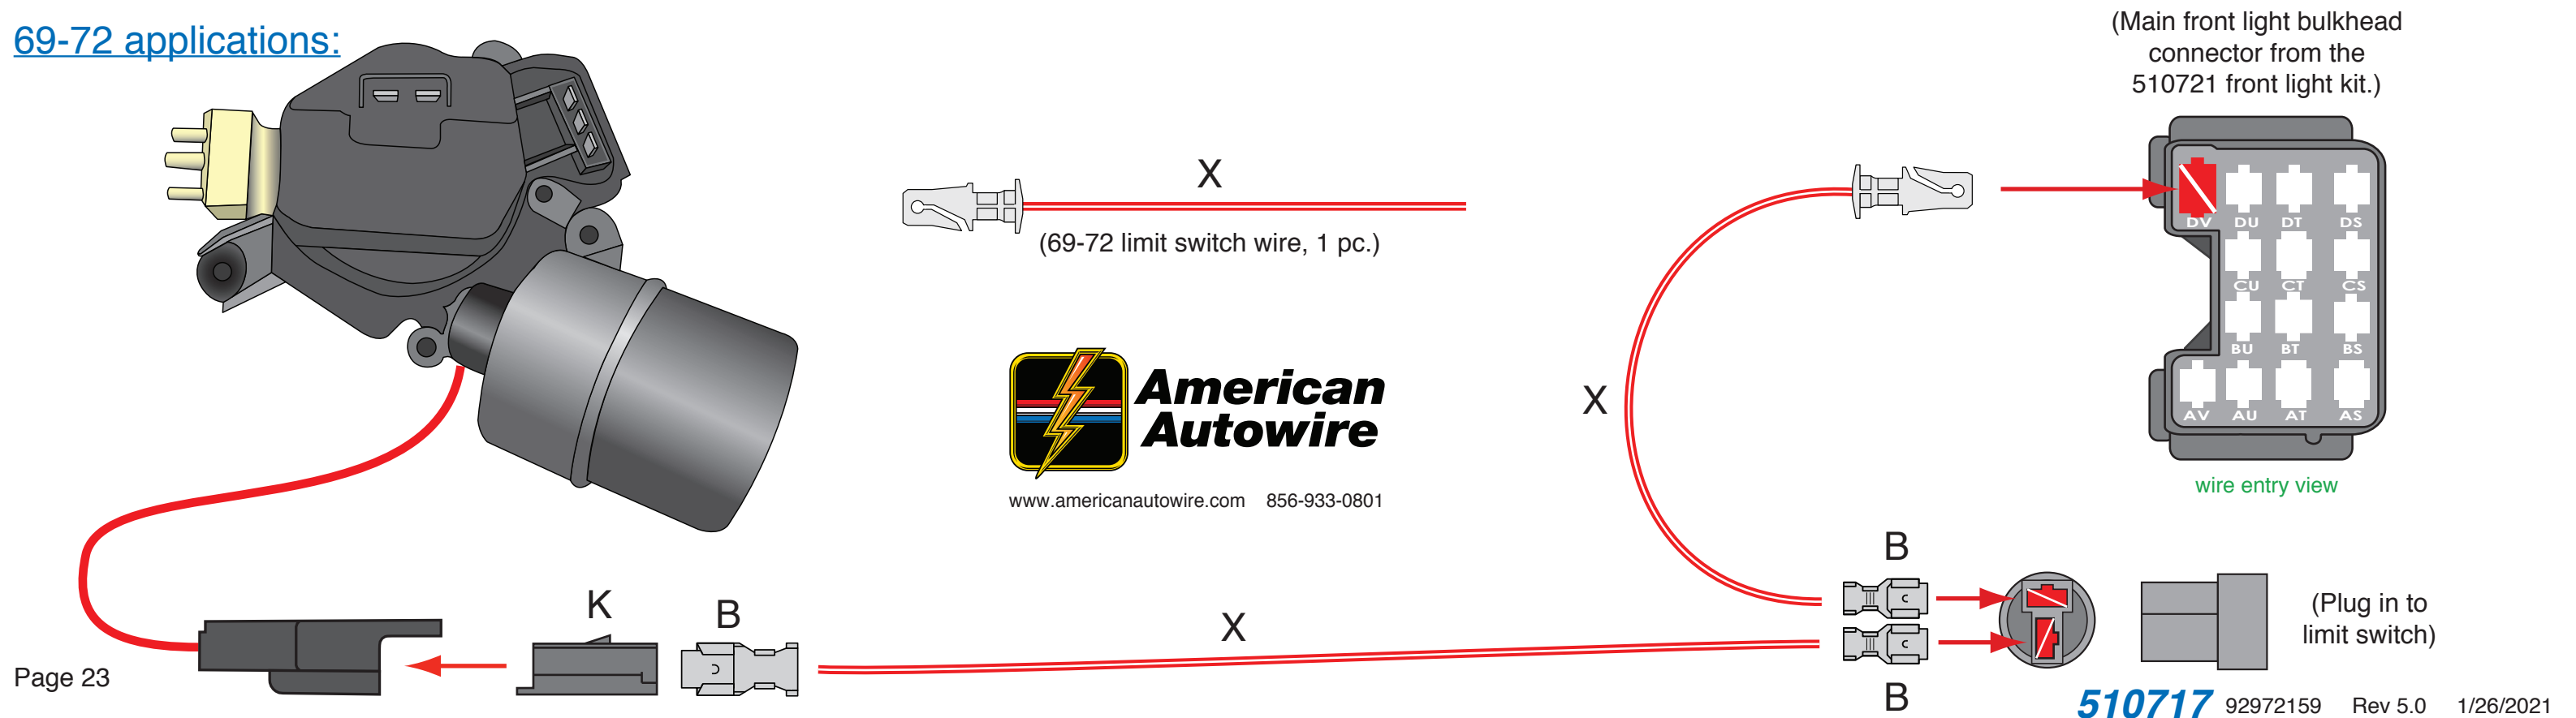 69-72 applications:
X
(69-72 limit switch wire, 1 pc.)
American
Autowire
www.americanautowire.com 856-933-0801
(Main front light bulkhead
connector from the
510721 front light kit.)
DV DU DT DS
CU CT CS
BU BT BS
AV AU AT AS
wire entry view
X
B
B
(Plug in to
limit switch)
K
B
X
Page 23
510717 92972159 Rev 5.0 1/26/2021